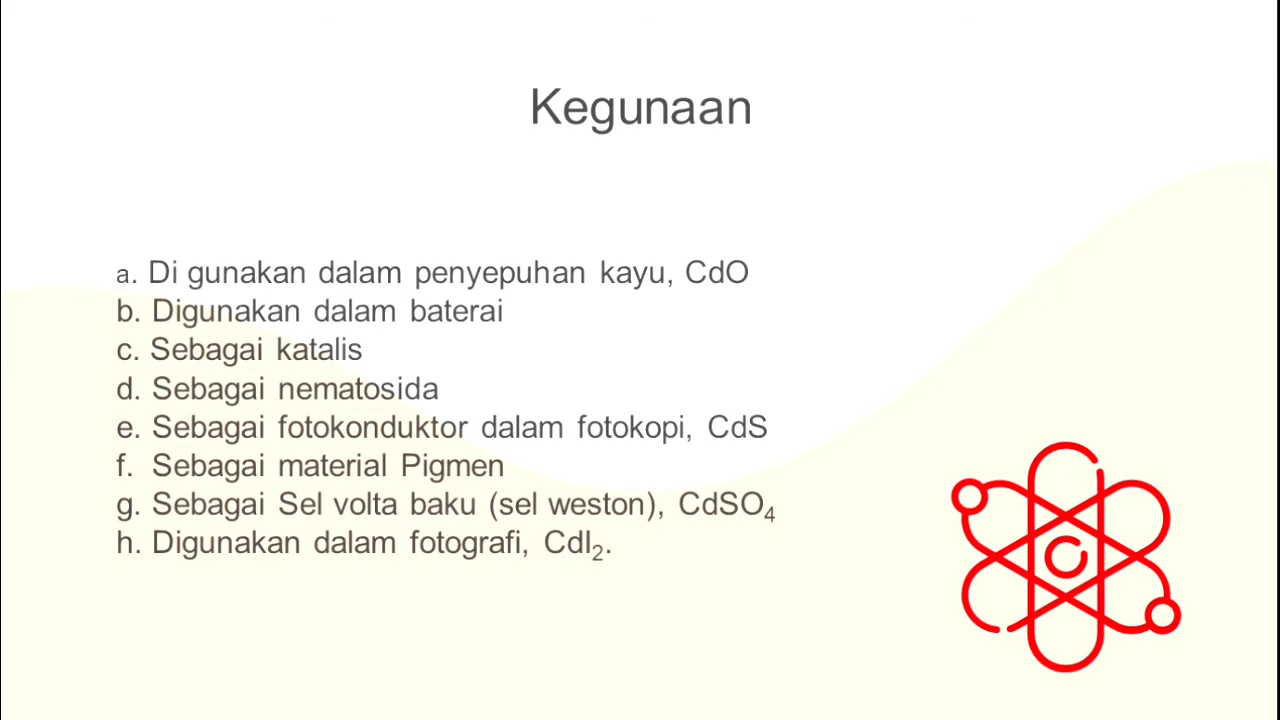 Kegunaan
a. Di gunakan dalam penyepuhan kayu, CdO
b. Digunakan dalam baterai
c. Sebagai katalis
d. Sebagai nematosida
e. Sebagai fotokonduktor dalam fotokopi, CdS
f. Sebagai material Pigmen
g. Sebagai Sel volta baku (sel weston), CdSO₄
h. Digunakan dalam fotografi, CdI₂.